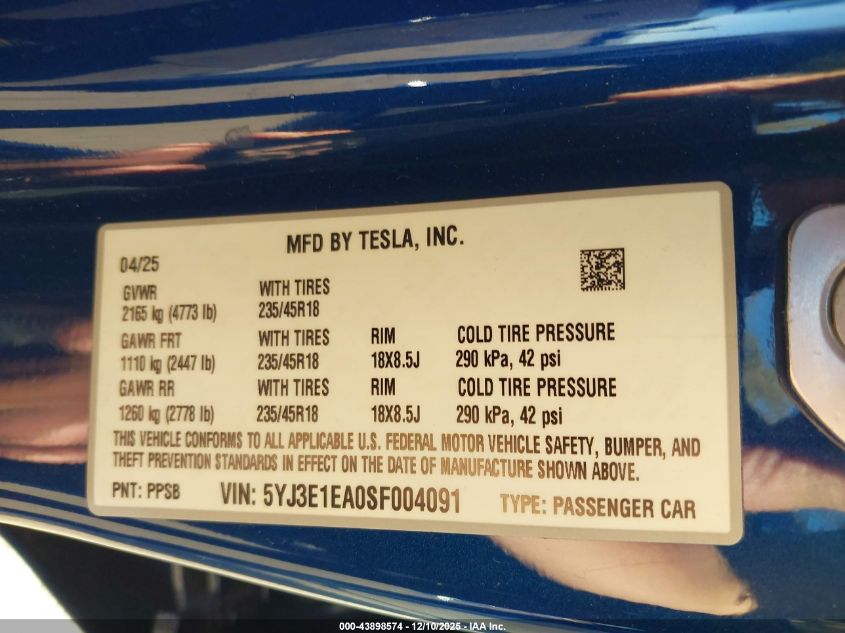 MFD BY TESLA, INC.
04/25
GVWR WITH TIRES
2165 kg (4773 lb) 235/45R18
GAWR FRT WITH TIRES RIM COLD TIRE PRESSURE
1110 kg (2447 lb) 235/45R18 18X8.5J 290 kPa, 42 psi
GAWR RR WITH TIRES RIM COLD TIRE PRESSURE
1260 kg (2778 lb) 235/45R18 18X8.5J 290 kPa, 42 psi
THIS VEHICLE CONFORMS TO ALL APPLICABLE U.S. FEDERAL MOTOR VEHICLE SAFETY, BUMPER, AND
THEFT PREVENTION STANDARDS IN EFFECT ON THE DATE OF MANUFACTURE SHOWN ABOVE.
PNT: PPSB VIN: 5YJ3E1EA0SF004091 TYPE: PASSENGER CAR
000-43898574 - 12/10/2025 - IAA Inc.